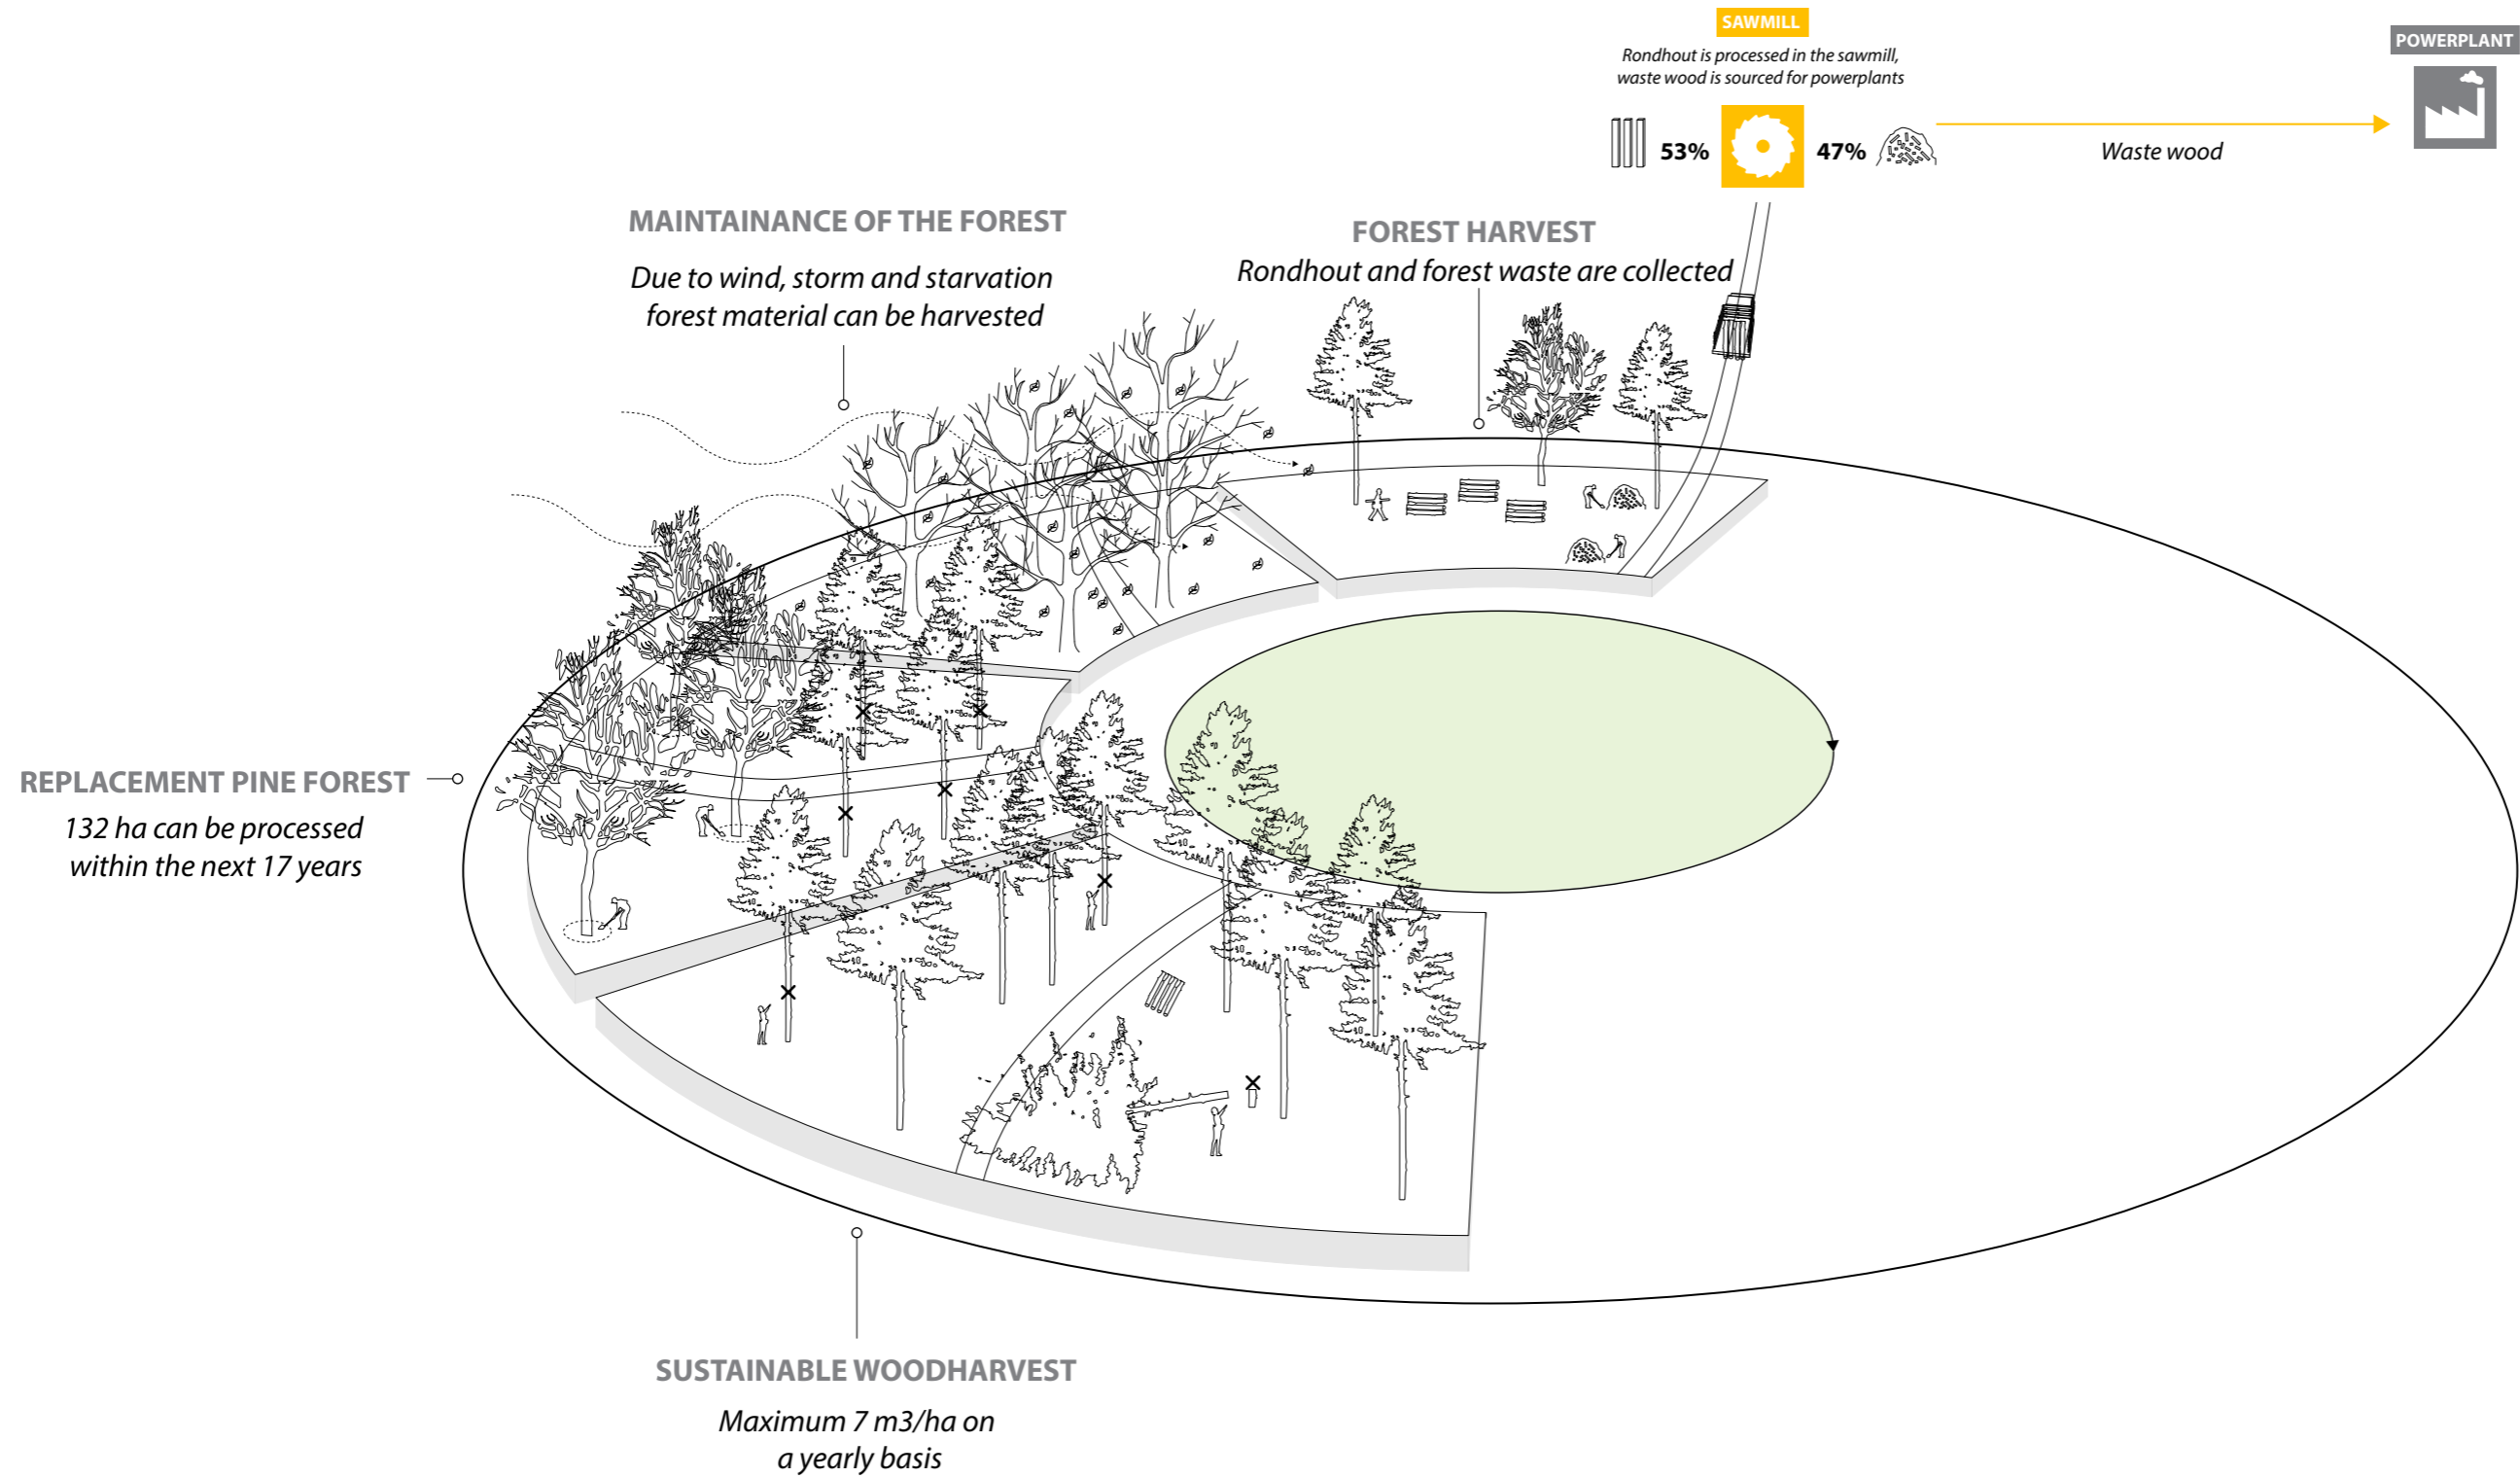 SAWMILL
Rondhout is processed in the sawmill,
waste wood is sourced for powerplants
53%
47%
Waste wood
POWERPLANT
MAINTAINANCE OF THE FOREST
Due to wind, storm and starvation
forest material can be harvested
FOREST HARVEST
Rondhout and forest waste are collected
REPLACEMENT PINE FOREST
132 ha can be processed
within the next 17 years
SUSTAINABLE WOODHARVEST
Maximum 7 m3/ha on
a yearly basis